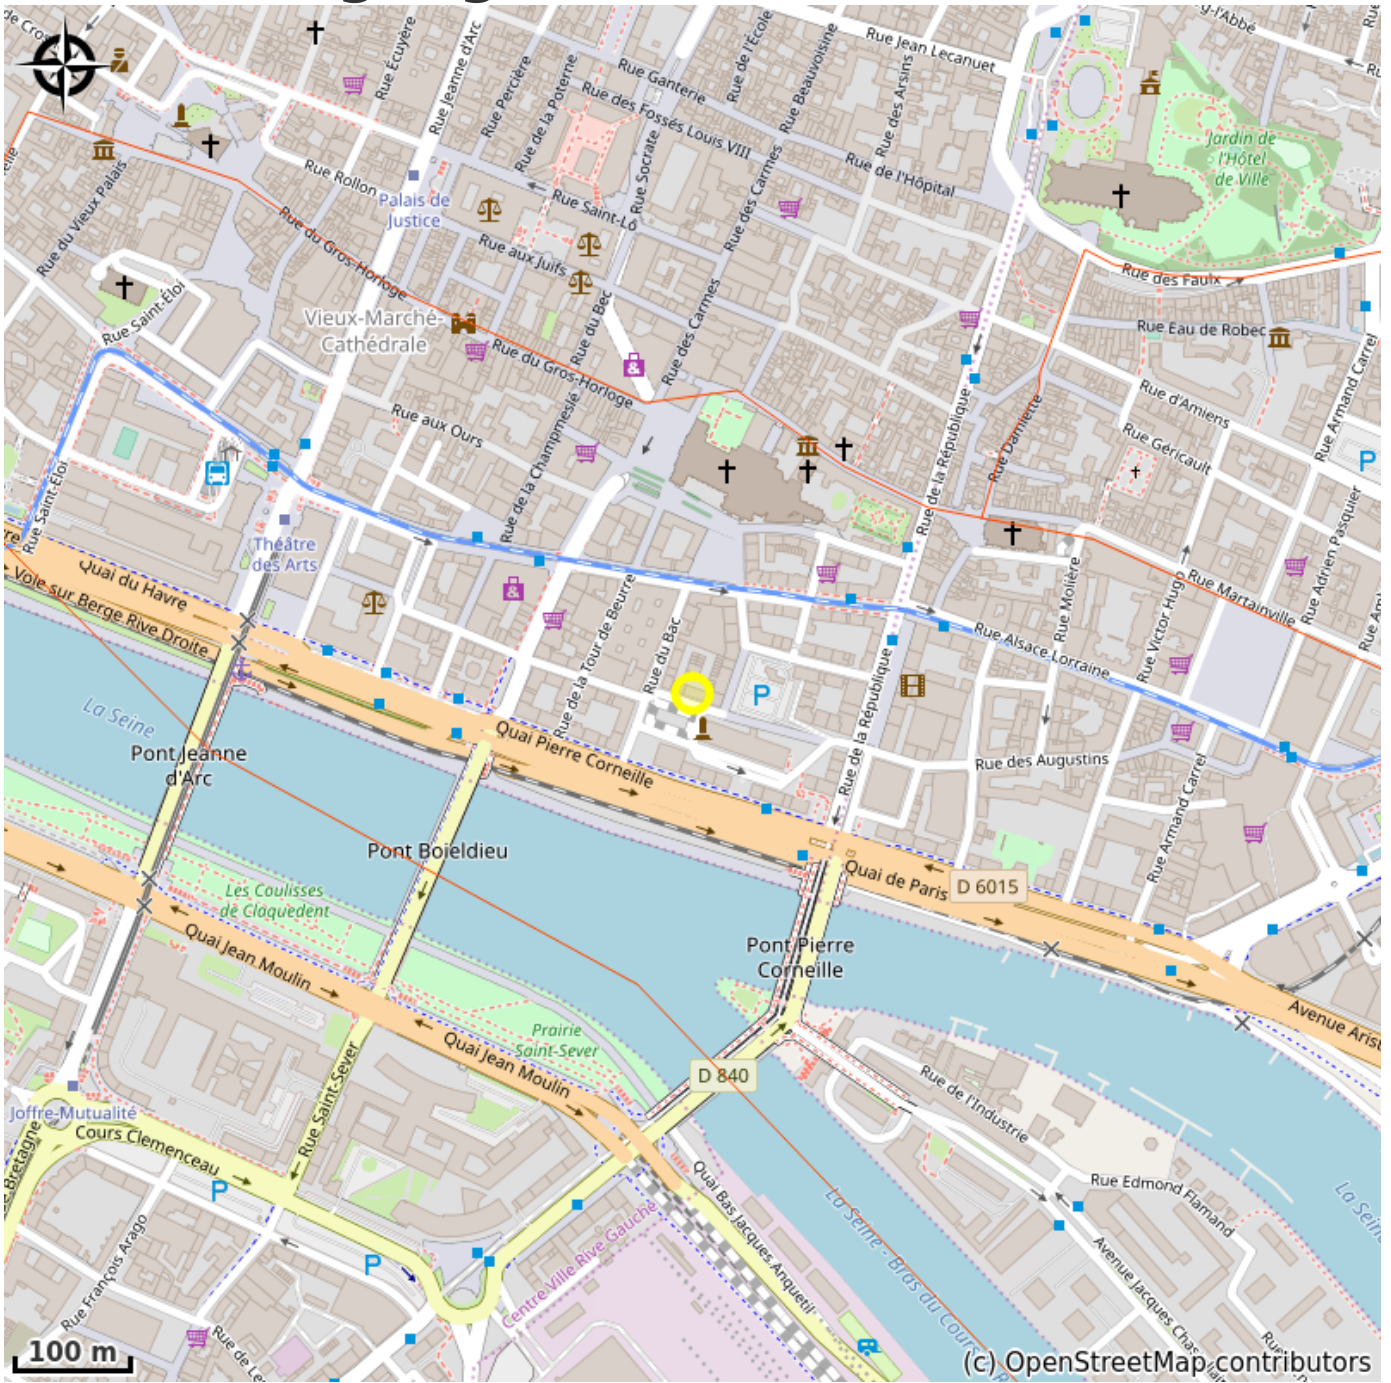 Rue Écuyère
Rue Jeanne d'Arc
Rue Percière
Rue de la Poterne
Rue Ganterie
Rue des Fossés Louis VIII
Rue de l'École
Rue Beauvoisine
Rue Jean Lecanuet
Rue des Arsins
Rue de l'Hôpital
Rue Socrate
Rue des Carmes
Jardin de
l'Hôtel
de Ville
Rue du Vieux Palais
Rue Rollon
Palais de
Justice
Rue Saint-Lô
Rue aux Juifs
Rue du Gros-Horloge
Rue du Bec
Rue des Carmes
Rue des Faulx
Rue Eau de Robec
Rue Saint-Éloi
Vieux-Marché-
Cathédrale
Rue du Gros-Horloge
&
Rue aux Ours
Rue de la Champmeslé
Rue de la République
Rue Damiette
Rue d'Amiens
Rue Géricault
Rue Armand Carrel
P
Rue Saint-Éloi
Théâtre
des Arts
Quai du Havre
Voie sur Berge Rive Droite
&
Rue de la Tour de Beurre
Rue du Bac
P
Rue Alsace-Lorraine
Rue Molière
Rue Victor Hugo
Rue Martainville
Rue Adrien Pasquier
La Seine
Pont Jeanne
d'Arc
Quai Pierre Corneille
Rue de la République
Rue des Augustins
Rue Armand Carrel
Pont Boieldieu
Les Coulisses
de Claquedent
Quai de Paris
D 6015
Quai Jean Moulin
Pont Pierre
Corneille
Avenue Arist
Prairie
Saint-Sever
Quai Jean Moulin
D 840
Rue de l'Industrie
Joffre-Mutualité
Cours Clemenceau
Rue Saint-Sever
Bretagne
P
Rue Edmond Flamand
La Seine
Quai Bas Jacques Anquetil
La Seine - Bras du Cours
Centre Ville Rive Gauche
P
Rue François Arago
Avenue Jacques Chas
Rue de Les
100 m
(c) OpenStreetMap contributors